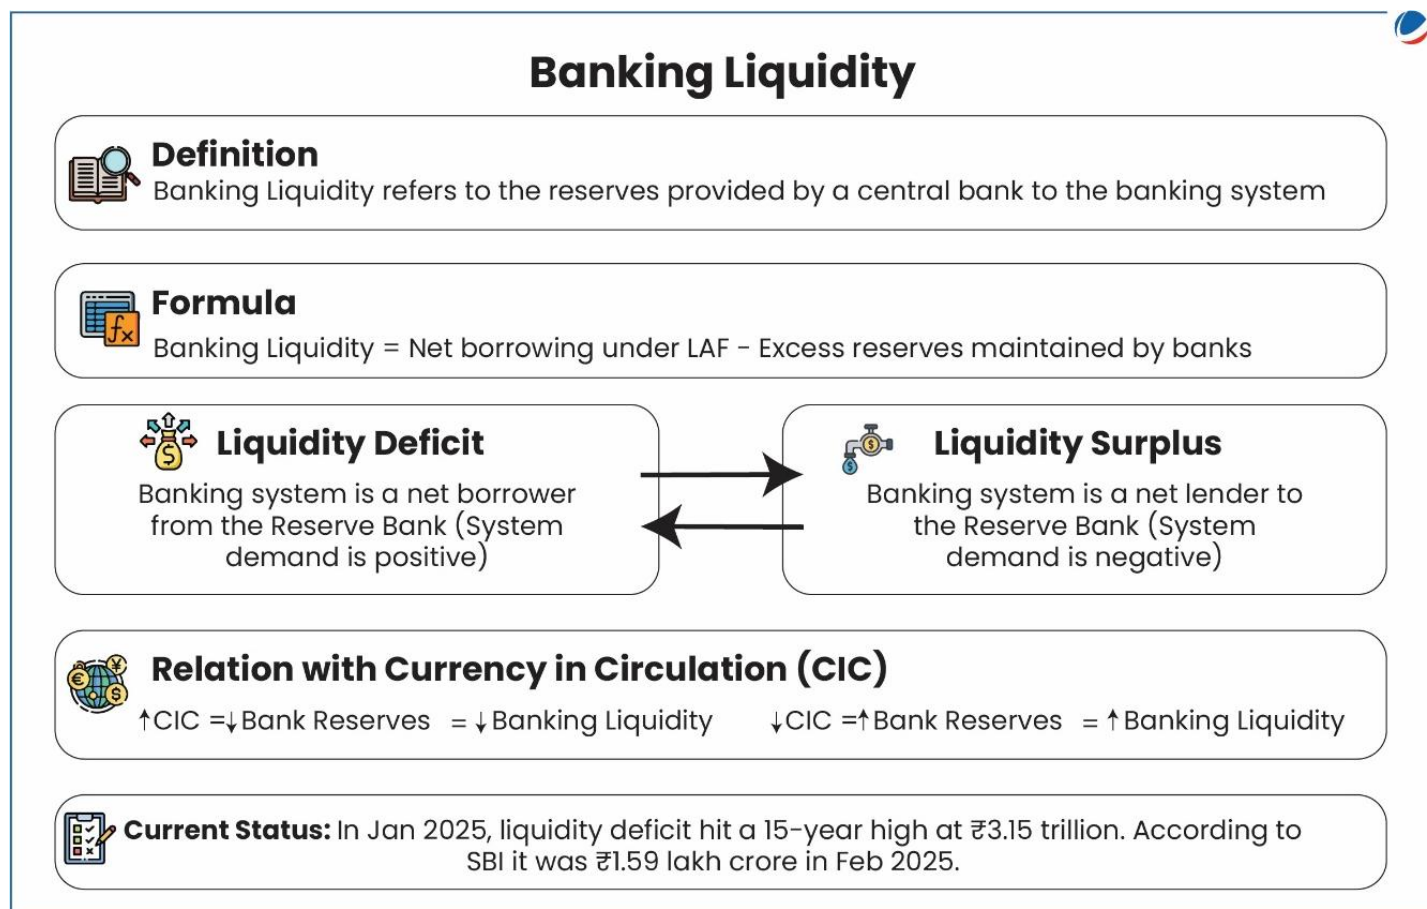 Banking Liquidity
Definition
Banking Liquidity refers to the reserves provided by a central bank to the banking system
Formula
fx
Banking Liquidity = Net borrowing under LAF - Excess reserves maintained by banks
Liquidity Deficit
$
Banking system is a net borrower
from the Reserve Bank (System
demand is positive)
Liquidity Surplus
$
$
Banking system is a net lender to
the Reserve Bank (System
demand is negative)
Relation with Currency in Circulation (CIC)
€ ¥ $
↑CIC =↓Bank Reserves = ↓Banking Liquidity ↓CIC =↑Bank Reserves = ↑Banking Liquidity
Current Status: In Jan 2025, liquidity deficit hit a 15-year high at ₹3.15 trillion. According to
SBI it was ₹1.59 lakh crore in Feb 2025.